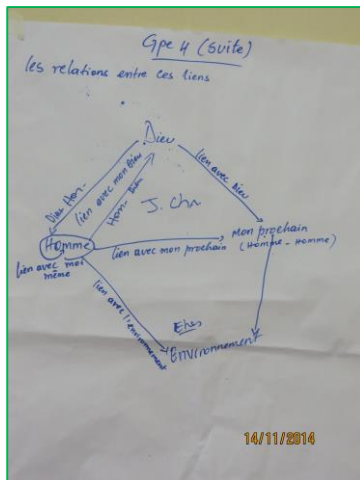 Gpe 4 (suite)
les relations entre ces liens
Dieu
Dieu Hom-
lien avec mon Dieu
Hom- Dieu
lien avec Dieu
J. Chr
Homme
lien avec moi
même
lien avec mon prochain
mon prochain
(Homme - Homme)
lien avec l'environnement
Environnement
14/11/2014